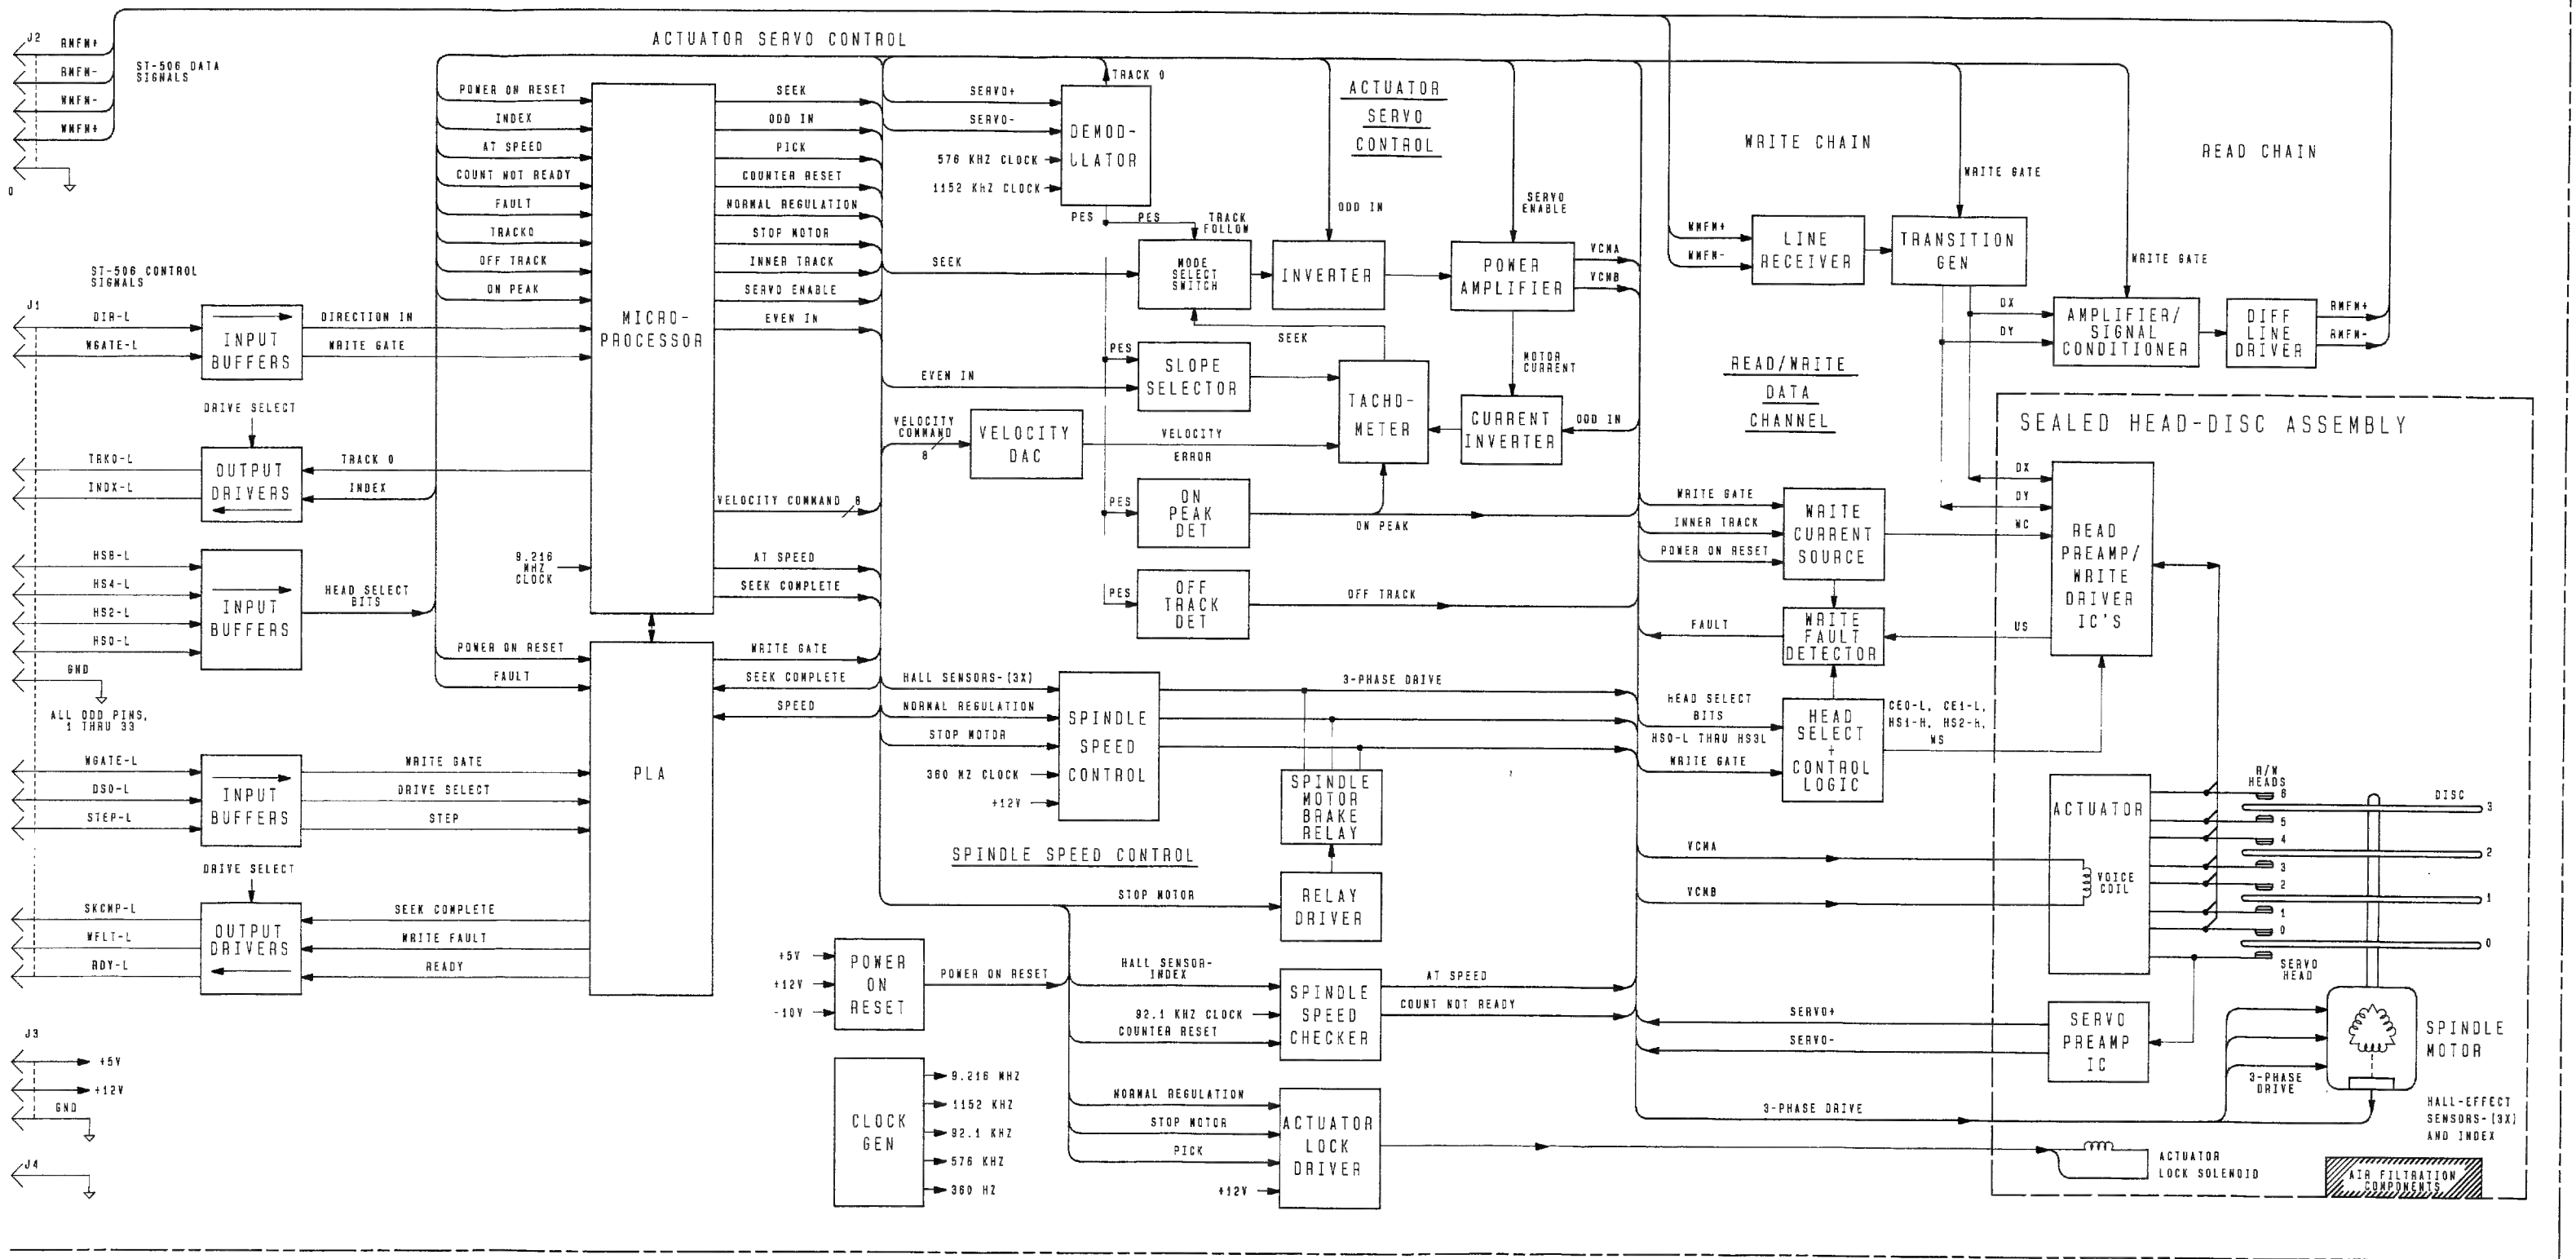 ACTUATOR SERVO CONTROL
J2
RMFM+
RMFM-
WMFM-
WMFM+
ST-506 DATA
SIGNALS
0
ST-506 CONTROL
SIGNALS
J1
DIR-L
WGATE-L
INPUT
BUFFERS
DIRECTION IN
WRITE GATE
DRIVE SELECT
TRK0-L
INDX-L
OUTPUT
DRIVERS
TRACK 0
INDEX
HS8-L
HS4-L
HS2-L
HS0-L
INPUT
BUFFERS
HEAD SELECT
BITS
GND
ALL ODD PINS,
1 THRU 33
WGATE-L
DS0-L
STEP-L
INPUT
BUFFERS
WRITE GATE
DRIVE SELECT
STEP
DRIVE SELECT
SKCMP-L
WFLT-L
RDY-L
OUTPUT
DRIVERS
SEEK COMPLETE
WRITE FAULT
READY
J3
+5V
+12V
GND
J4
POWER ON RESET
INDEX
AT SPEED
COUNT NOT READY
FAULT
TRACK0
OFF TRACK
ON PEAK
MICRO-
PROCESSOR
9.216
MHZ
CLOCK
POWER ON RESET
FAULT
PLA
SEEK
ODD IN
PICK
COUNTER RESET
NORMAL REGULATION
STOP MOTOR
INNER TRACK
SERVO ENABLE
EVEN IN
VELOCITY COMMAND
8
AT SPEED
SEEK COMPLETE
WRITE GATE
SEEK COMPLETE
SPEED
TRACK 0
SERVO+
SERVO-
576 KHZ CLOCK
1152 KHZ CLOCK
DEMOD-
ULATOR
PES
PES
TRACK
FOLLOW
SEEK
MODE
SELECT
SWITCH
ACTUATOR
SERVO
CONTROL
ODD IN
INVERTER
SERVO
ENABLE
POWER
AMPLIFIER
VCMA
VCMB
SEEK
PES
EVEN IN
SLOPE
SELECTOR
TACHO-
METER
MOTOR
CURRENT
CURRENT
INVERTER
ODD IN
VELOCITY
COMMAND
8
VELOCITY
DAC
VELOCITY
ERROR
PES
ON
PEAK
DET
ON PEAK
PES
OFF
TRACK
DET
OFF TRACK
HALL SENSORS-(3X)
NORMAL REGULATION
STOP MOTOR
360 HZ CLOCK
+12V
SPINDLE
SPEED
CONTROL
3-PHASE DRIVE
SPINDLE
MOTOR
BRAKE
RELAY
SPINDLE SPEED CONTROL
STOP MOTOR
RELAY
DRIVER
+5V
+12V
-10V
POWER
ON
RESET
POWER ON RESET
HALL SENSOR-
INDEX
92.1 KHZ CLOCK
COUNTER RESET
SPINDLE
SPEED
CHECKER
AT SPEED
COUNT NOT READY
CLOCK
GEN
9.216 MHZ
1152 KHZ
92.1 KHZ
576 KHZ
360 HZ
NORMAL REGULATION
STOP MOTOR
PICK
+12V
ACTUATOR
LOCK
DRIVER
WRITE CHAIN
READ CHAIN
WMFM+
WMFM-
LINE
RECEIVER
WRITE GATE
TRANSITION
GEN
WRITE GATE
DX
DY
AMPLIFIER/
SIGNAL
CONDITIONER
DIFF
LINE
DRIVER
RMFM+
RMFM-
READ/WRITE
DATA
CHANNEL
SEALED HEAD-DISC ASSEMBLY
WRITE GATE
INNER TRACK
POWER ON RESET
WRITE
CURRENT
SOURCE
DX
DY
WC
READ
PREAMP/
WRITE
DRIVER
IC'S
FAULT
WRITE
FAULT
DETECTOR
US
HEAD SELECT
BITS
HS0-L THRU HS3L
WRITE GATE
HEAD
SELECT
+
CONTROL
LOGIC
CE0-L, CE1-L,
HS1-H, HS2-H,
WS
VCMA
VCMB
ACTUATOR
VOICE
COIL
R/W
HEADS
6
5
4
3
2
1
0
DISC
3
2
1
0
SERVO
HEAD
SERVO+
SERVO-
SERVO
PREAMP
IC
SPINDLE
MOTOR
3-PHASE
DRIVE
3-PHASE DRIVE
HALL-EFFECT
SENSORS-(3X)
AND INDEX
ACTUATOR
LOCK SOLENOID
AIR FILTRATION
COMPONENTS